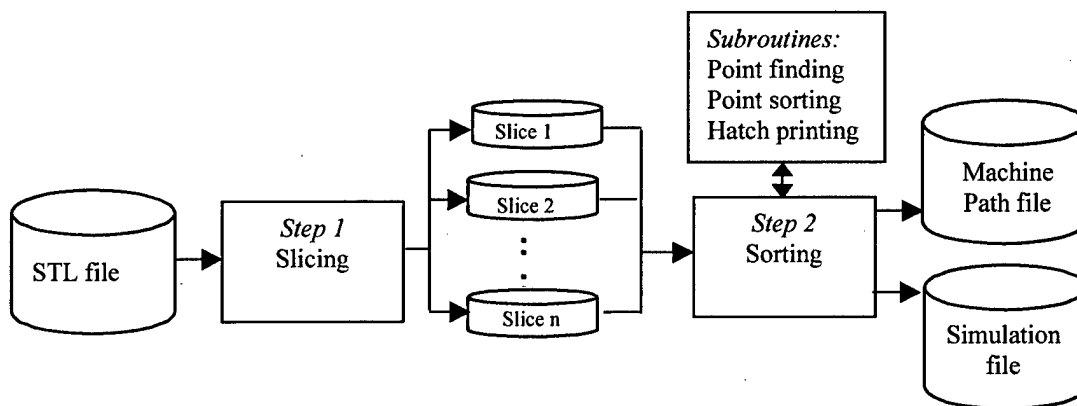 STL file
Step 1
Slicing
Slice 1
Slice 2
Slice n
Subroutines:
Point finding
Point sorting
Hatch printing
Step 2
Sorting
Machine
Path file
Simulation
file